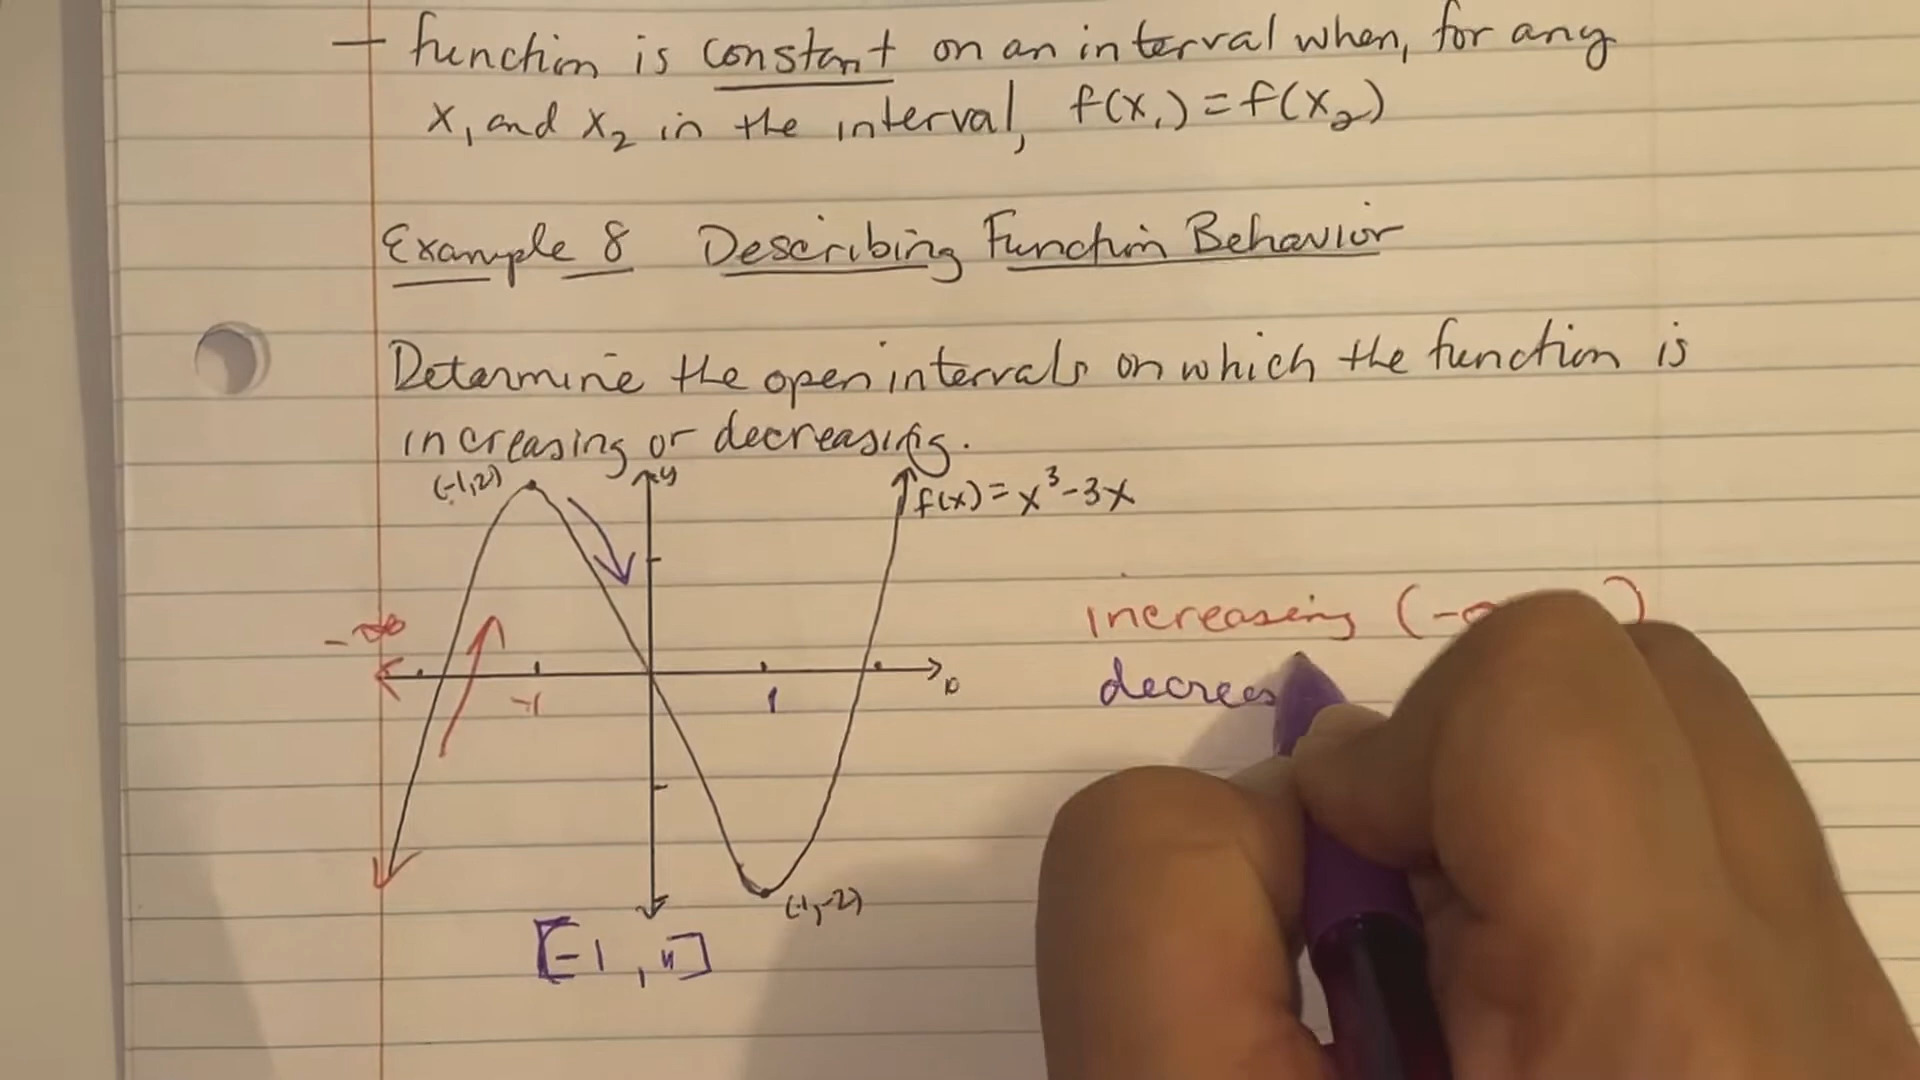 – function is constant on an interval when, for any
x₁ and x₂ in the interval, f(x₁) = f(x₂)
Example 8 Describing Function Behavior
Determine the open intervals on which the function is
increasing or decreasing.
(-1,2) y f(x) = x³-3x
-∞ increasing (-∞ )
-1 1 decreas
(-1,-2)
[-1, ]